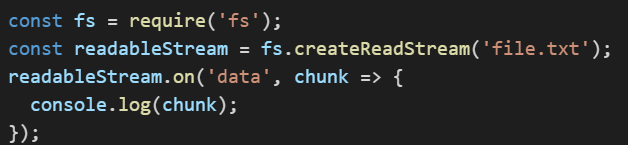 const fs = require('fs');
const readableStream = fs.createReadStream('file.txt');
readableStream.on('data', chunk => {
  console.log(chunk);
});